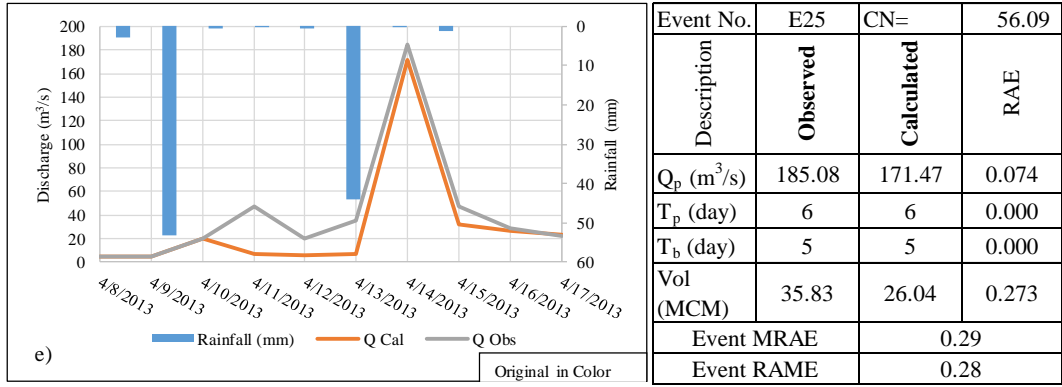 200
180
160
140
120
100
80
60
40
20
0
Discharge (m³/s)
0
10
20
30
40
50
60
Rainfall (mm)
4/8/2013
4/9/2013
4/10/2013
4/11/2013
4/12/2013
4/13/2013
4/14/2013
4/15/2013
4/16/2013
4/17/2013
Rainfall (mm) Q Cal Q Obs
e)
Original in Color
Event No. E25 CN= 56.09
Description Observed Calculated RAE
Qp (m³/s) 185.08 171.47 0.074
Tp (day) 6 6 0.000
Tb (day) 5 5 0.000
Vol
(MCM) 35.83 26.04 0.273
Event MRAE 0.29
Event RAME 0.28